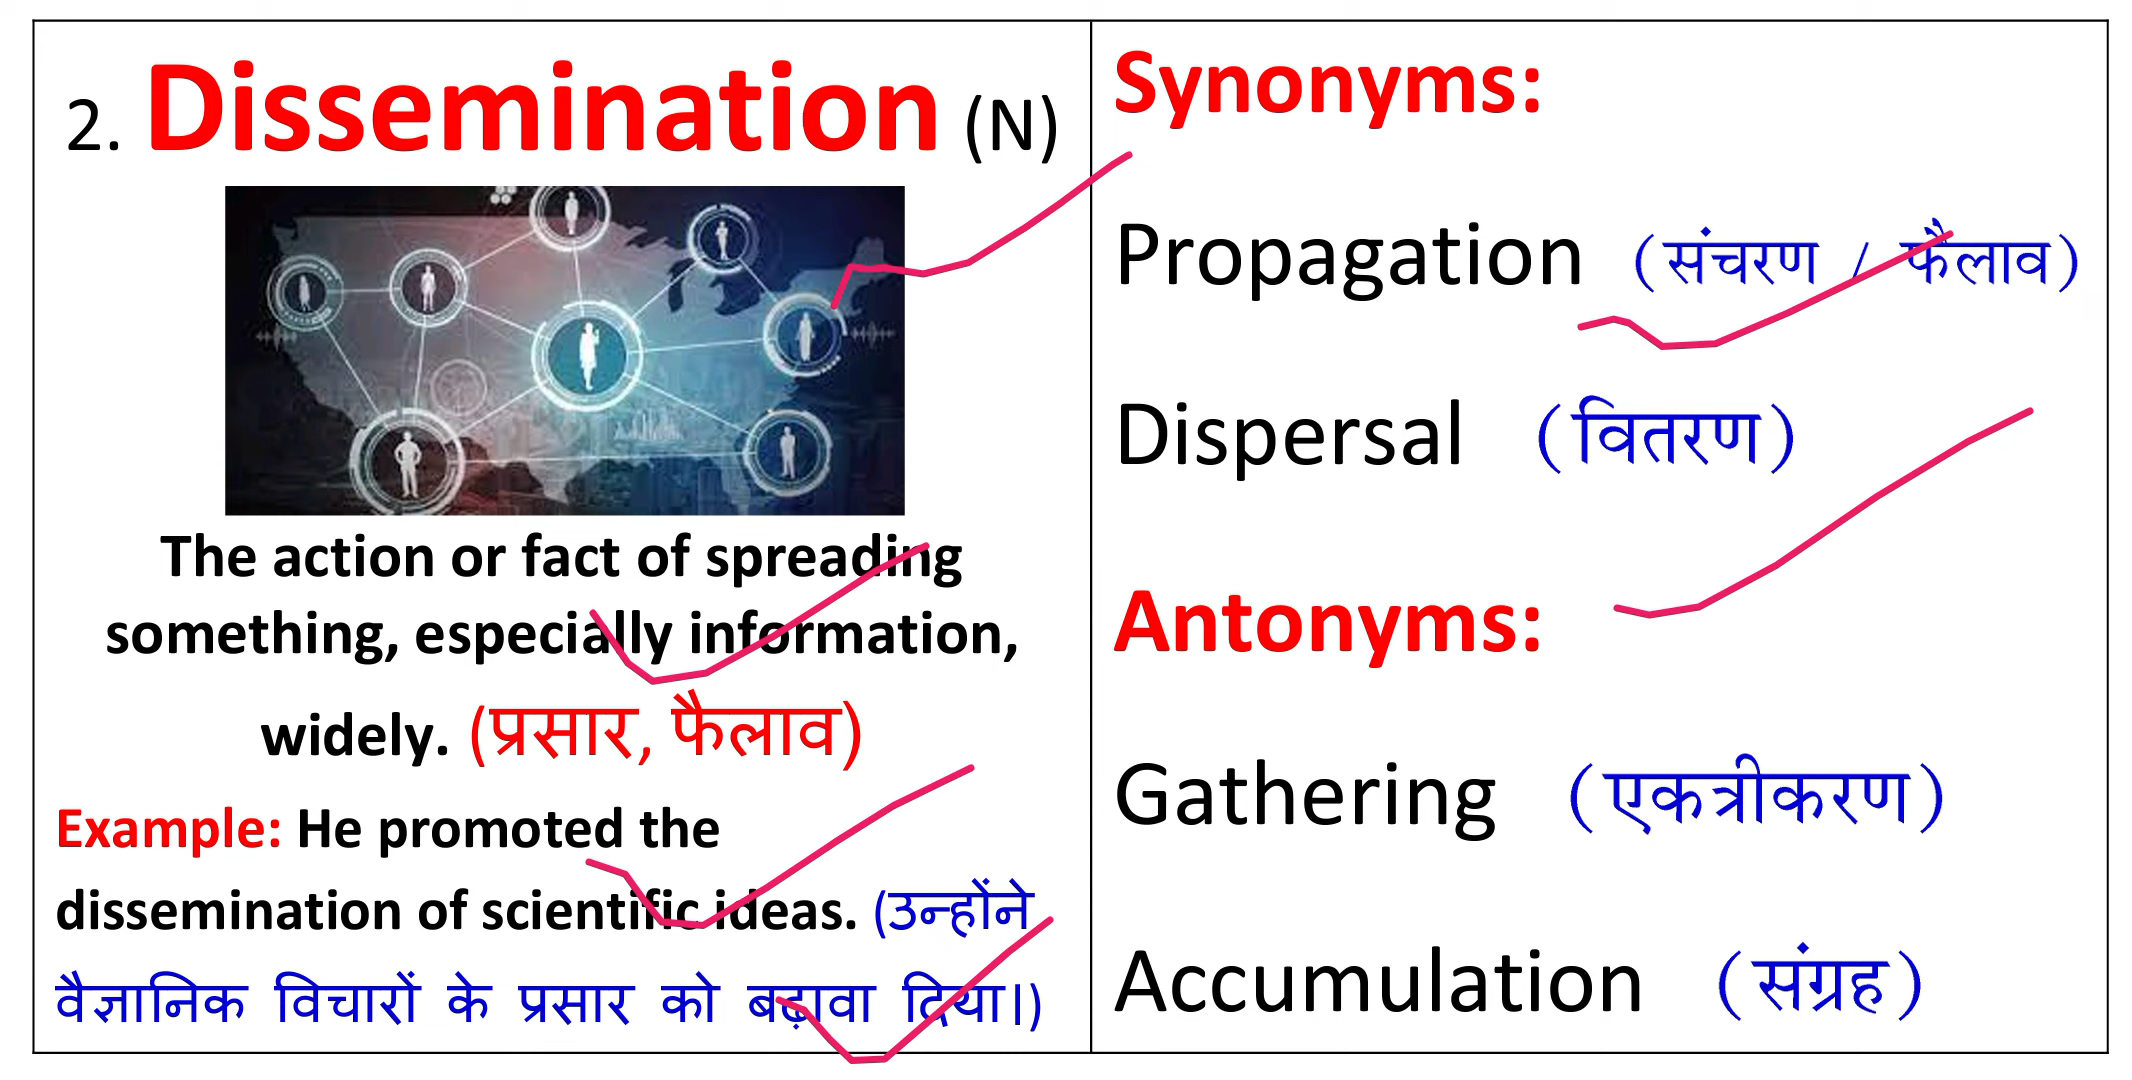 2. Dissemination (N)
The action or fact of spreading
something, especially information,
widely. (प्रसार, फैलाव)
Example: He promoted the
dissemination of scientific ideas. (उन्होंने
वैज्ञानिक विचारों के प्रसार को बढ़ावा दिया।)
Synonyms:
Propagation (संचरण / फैलाव)
Dispersal (वितरण)
Antonyms:
Gathering (एकत्रीकरण)
Accumulation (संग्रह)